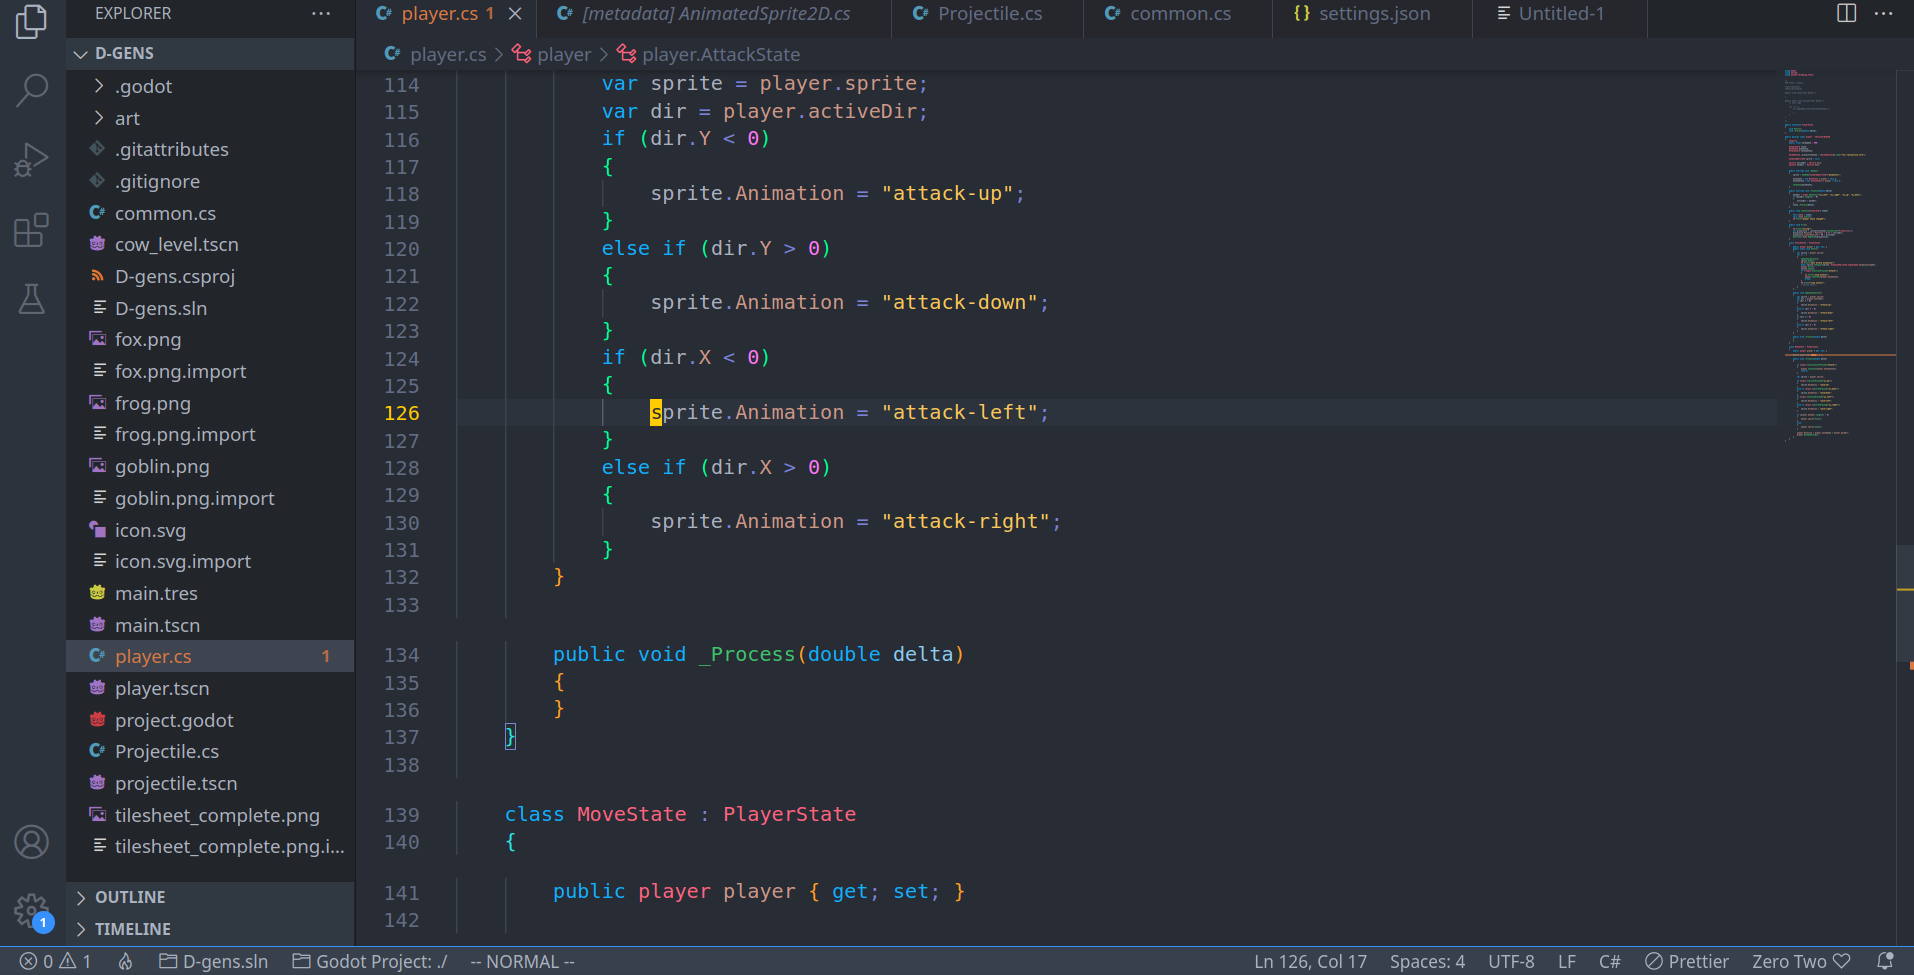 EXPLORER ···
player.cs 1
[metadata] AnimatedSprite2D.cs
Projectile.cs
common.cs
{} settings.json
Untitled-1
···
D-GENS
player.cs > player > player.AttackState
.godot
art
.gitattributes
.gitignore
common.cs
cow_level.tscn
D-gens.csproj
D-gens.sln
fox.png
fox.png.import
frog.png
frog.png.import
goblin.png
goblin.png.import
icon.svg
icon.svg.import
main.tres
main.tscn
player.cs 1
player.tscn
project.godot
Projectile.cs
projectile.tscn
tilesheet_complete.png
tilesheet_complete.png.i...
OUTLINE
TIMELINE
1
114 var sprite = player.sprite;
115 var dir = player.activeDir;
116 if (dir.Y < 0)
117 {
118 sprite.Animation = "attack-up";
119 }
120 else if (dir.Y > 0)
121 {
122 sprite.Animation = "attack-down";
123 }
124 if (dir.X < 0)
125 {
126 sprite.Animation = "attack-left";
127 }
128 else if (dir.X > 0)
129 {
130 sprite.Animation = "attack-right";
131 }
132 }
133
134 public void _Process(double delta)
135 {
136 }
137 }
138
139 class MoveState : PlayerState
140 {
141 public player player { get; set; }
142
0 1 D-gens.sln Godot Project: ./ -- NORMAL -- Ln 126, Col 17 Spaces: 4 UTF-8 LF C# Prettier Zero Two